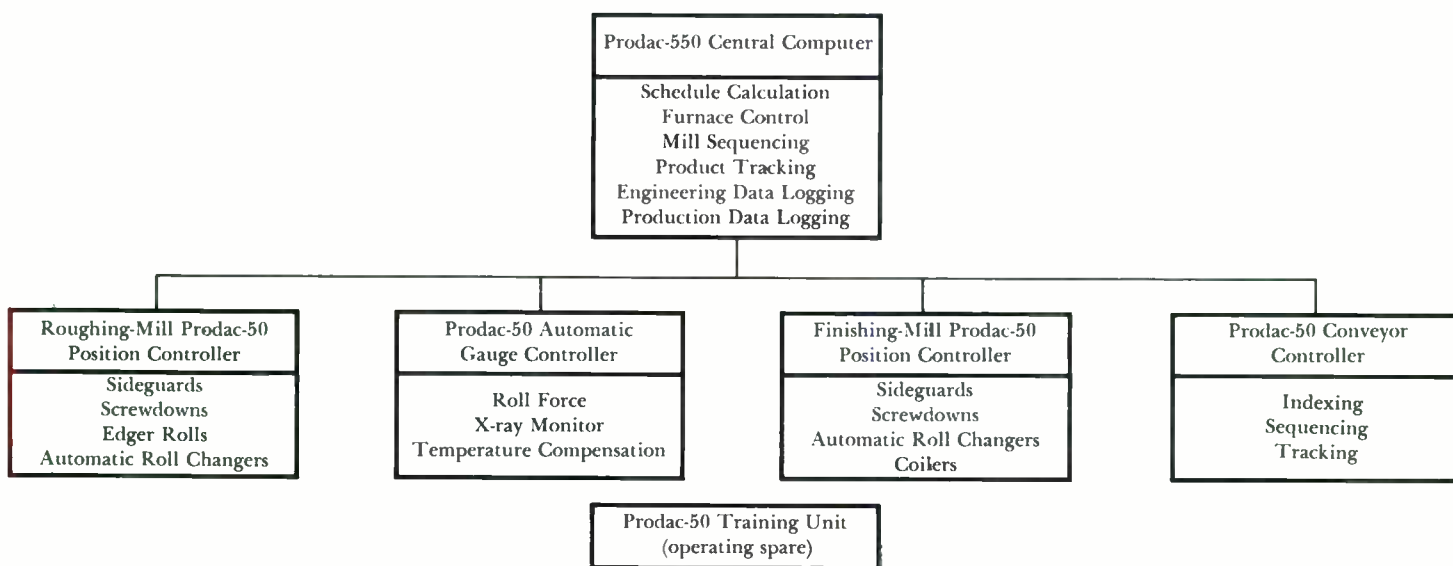 Prodac-550 Central Computer
Schedule Calculation
Furnace Control
Mill Sequencing
Product Tracking
Engineering Data Logging
Production Data Logging
Roughing-Mill Prodac-50
Position Controller
Sideguards
Screwdowns
Edger Rolls
Automatic Roll Changers
Prodac-50 Automatic
Gauge Controller
Roll Force
X-ray Monitor
Temperature Compensation
Finishing-Mill Prodac-50
Position Controller
Sideguards
Screwdowns
Automatic Roll Changers
Coilers
Prodac-50 Conveyor
Controller
Indexing
Sequencing
Tracking
Prodac-50 Training Unit
(operating spare)